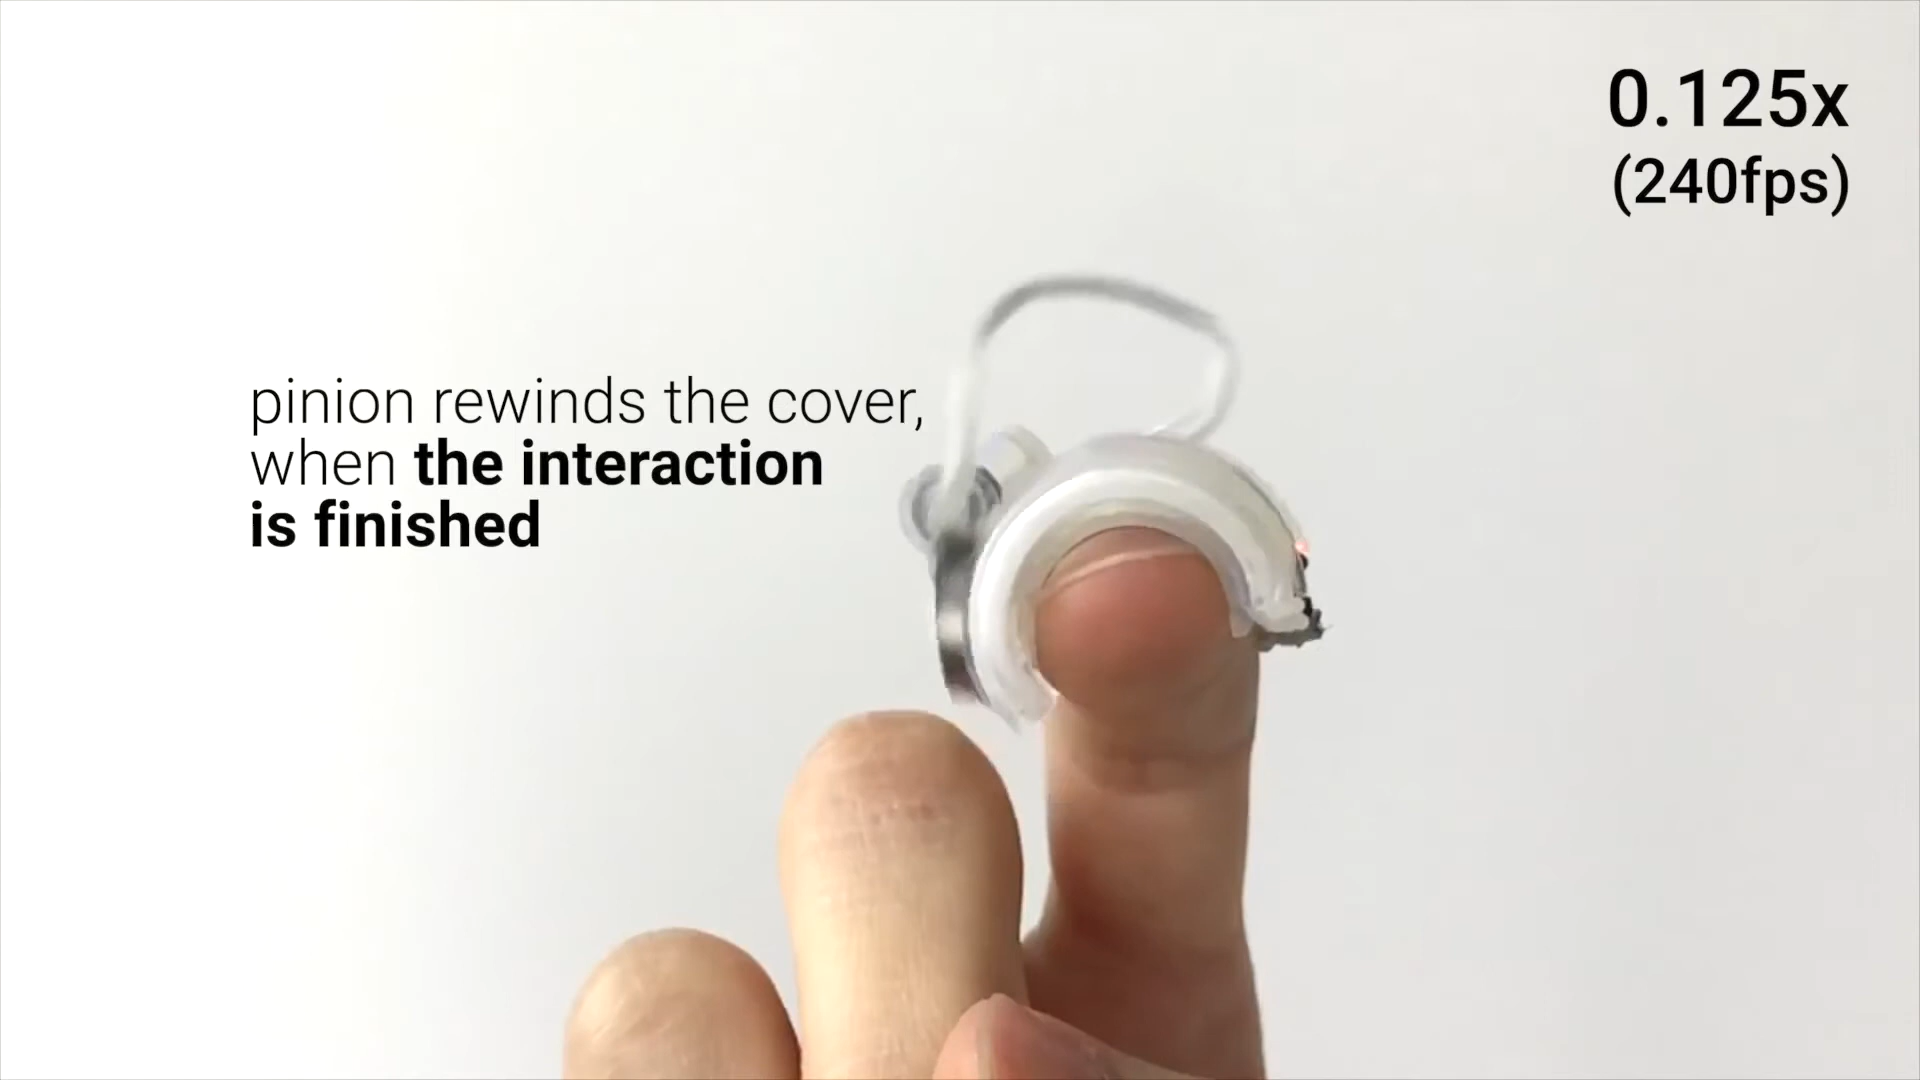 0.125x
(240fps)
pinion rewinds the cover,
when the interaction
is finished